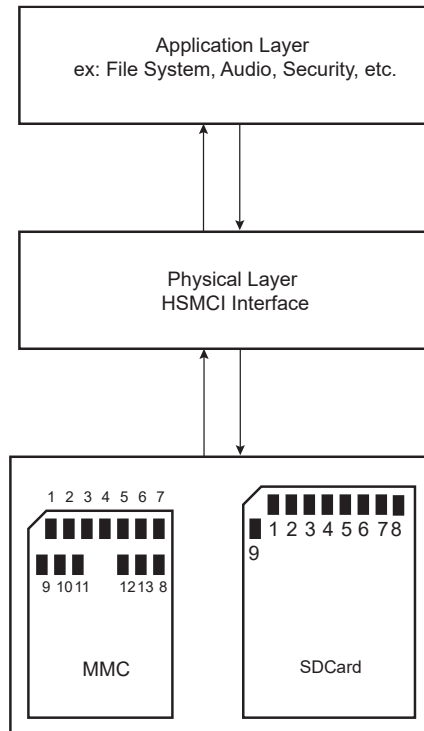 Application Layer
ex: File System, Audio, Security, etc.
Physical Layer
HSMCI Interface
1 2 3 4 5 6 7
9 10 11 12 13 8
MMC
1 2 3 4 5 6 7 8
9
SDCard